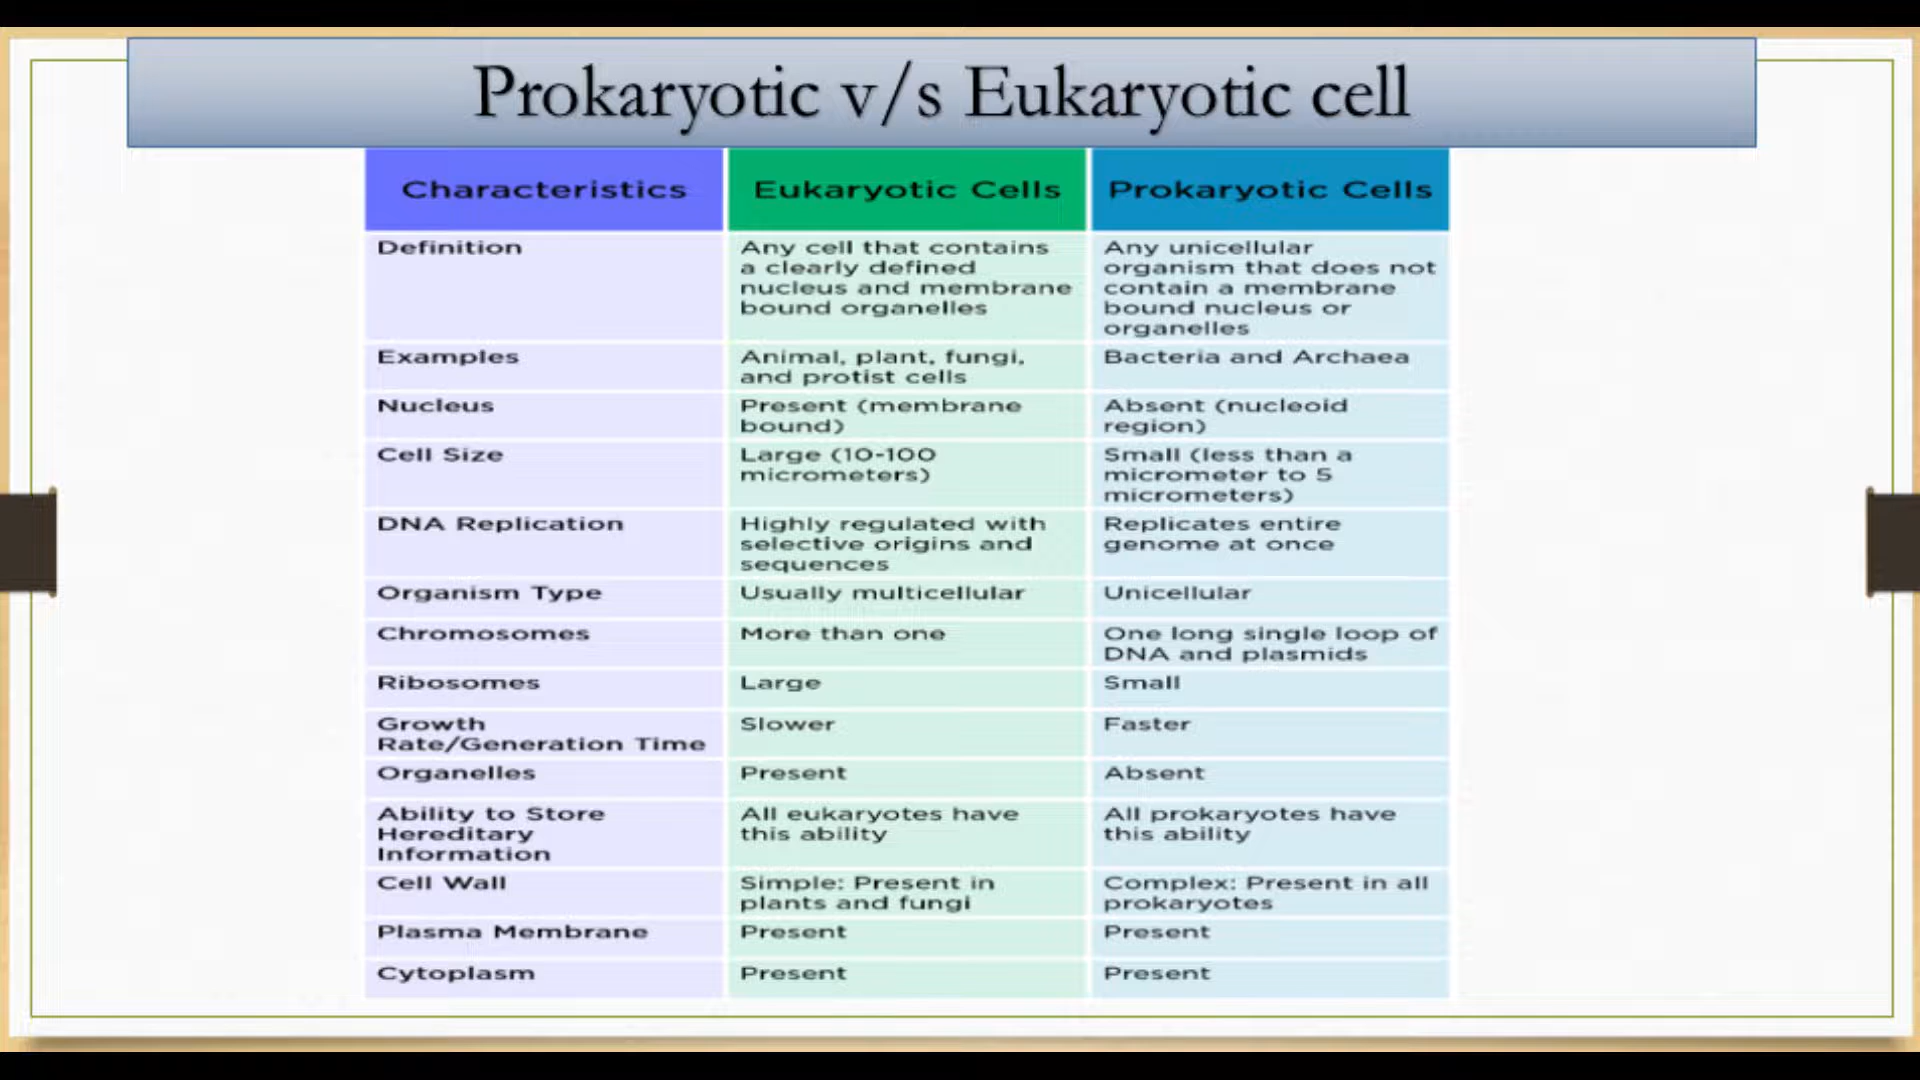 Prokaryotic v/s Eukaryotic cell
Characteristics
Eukaryotic Cells
Prokaryotic Cells
Definition
Any cell that contains
a clearly defined
nucleus and membrane
bound organelles
Any unicellular
organism that does not
contain a membrane
bound nucleus or
organelles
Examples
Animal, plant, fungi,
and protist cells
Bacteria and Archaea
Nucleus
Present (membrane
bound)
Absent (nucleoid
region)
Cell Size
Large (10-100
micrometers)
Small (less than a
micrometer to 5
micrometers)
DNA Replication
Highly regulated with
selective origins and
sequences
Replicates entire
genome at once
Organism Type
Usually multicellular
Unicellular
Chromosomes
More than one
One long single loop of
DNA and plasmids
Ribosomes
Large
Small
Growth
Rate/Generation Time
Slower
Faster
Organelles
Present
Absent
Ability to Store
Hereditary
Information
All eukaryotes have
this ability
All prokaryotes have
this ability
Cell Wall
Simple: Present in
plants and fungi
Complex: Present in all
prokaryotes
Plasma Membrane
Present
Present
Cytoplasm
Present
Present